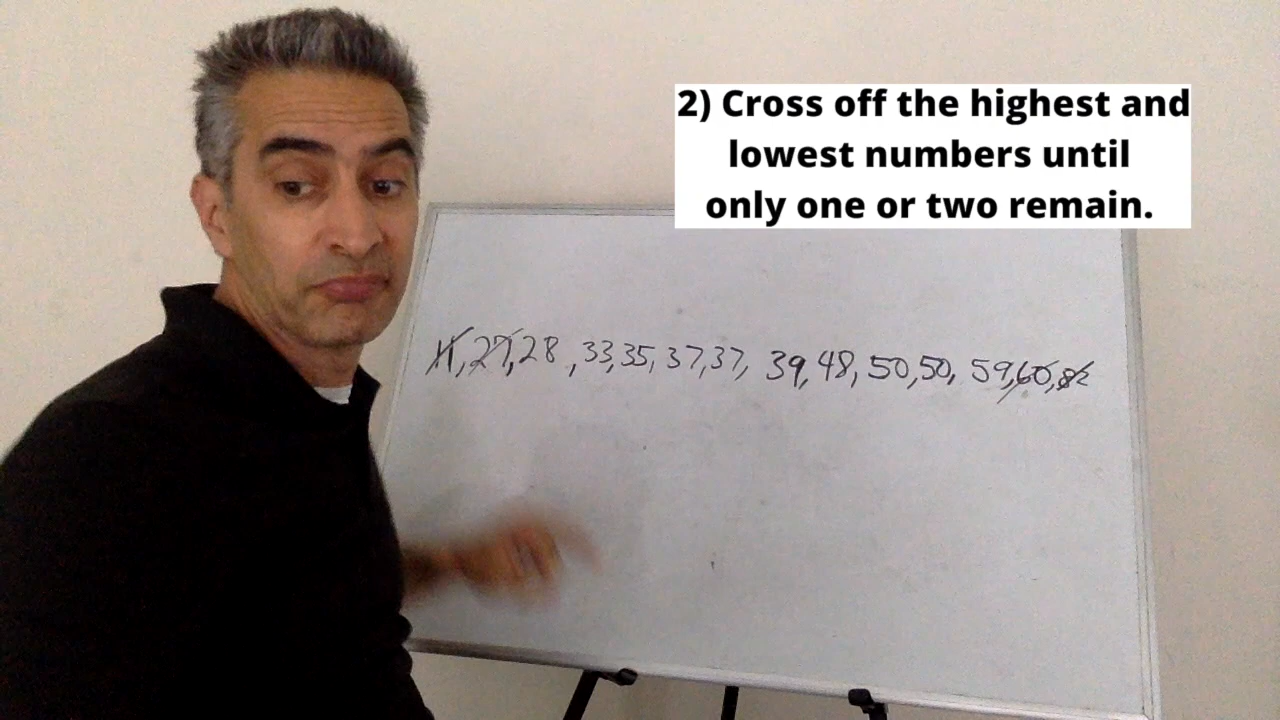 2) Cross off the highest and
lowest numbers until
only one or two remain.
11, 27, 28, 33, 35, 37, 37, 39, 48, 50, 50, 59, 60, 82